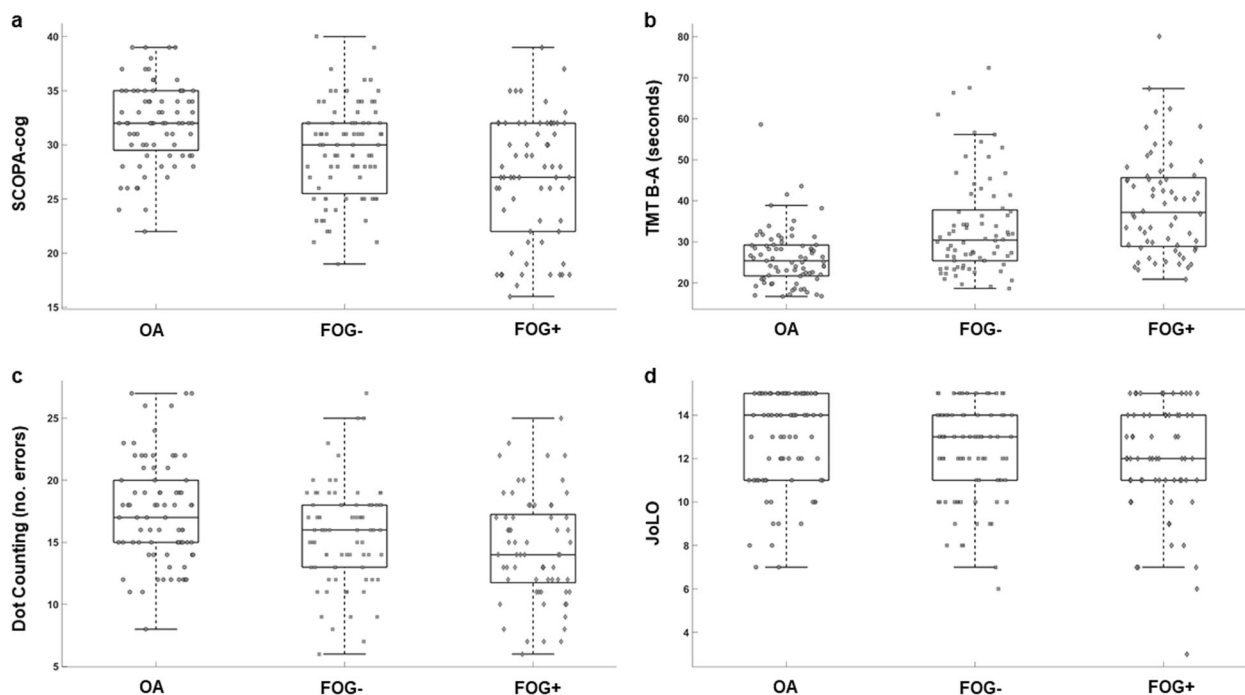 a
SCOPA-cog
40
35
30
25
20
15
OA FOG- FOG+
b
TMT B-A (seconds)
80
70
60
50
40
30
20
OA FOG- FOG+
c
Dot Counting (no. errors)
25
20
15
10
5
OA FOG- FOG+
d
JoLO
14
12
10
8
6
4
OA FOG- FOG+